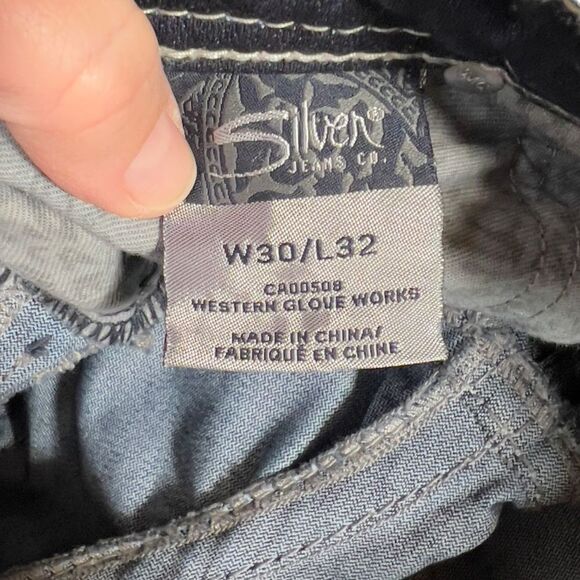 Silver®
JEANS CO.
W30/L32
CA00508
WESTERN GLOVE WORKS
MADE IN CHINA/
FABRIQUÉ EN CHINE